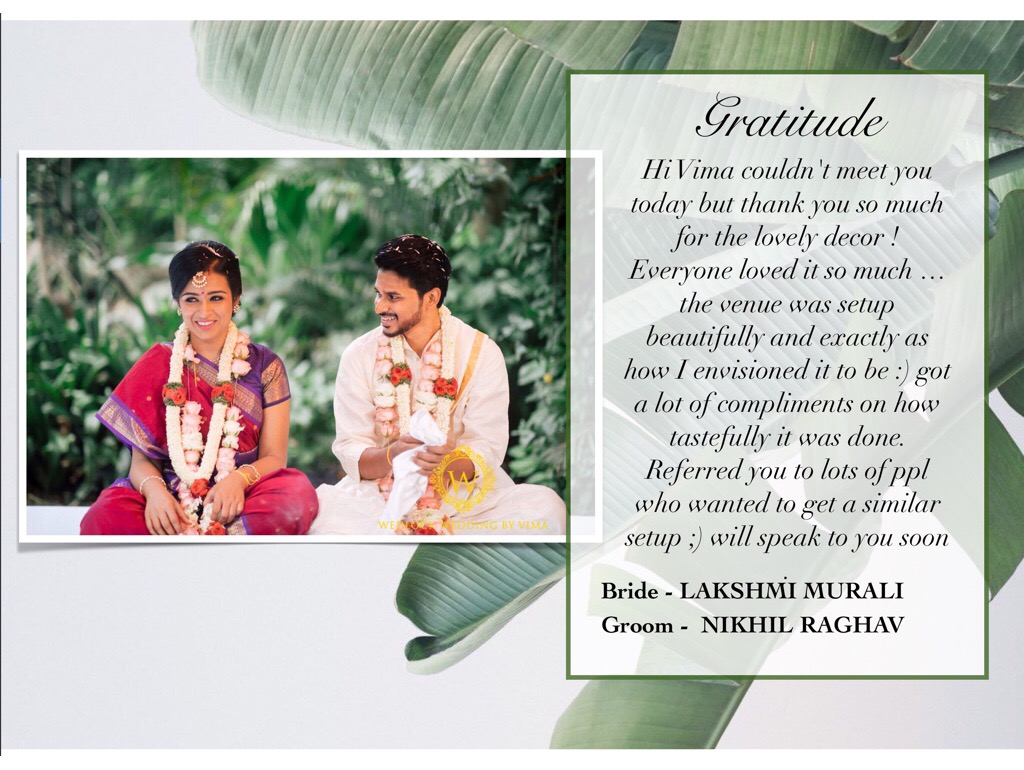 Gratitude
Hi Vima couldn't meet you
today but thank you so much
for the lovely decor !
Everyone loved it so much …
the venue was setup
beautifully and exactly as
how I envisioned it to be :) got
a lot of compliments on how
tastefully it was done.
Referred you to lots of ppl
who wanted to get a similar
setup ;) will speak to you soon
Bride - LAKSHMI MURALI
Groom - NIKHIL RAGHAV
WEDDING BY VIMA